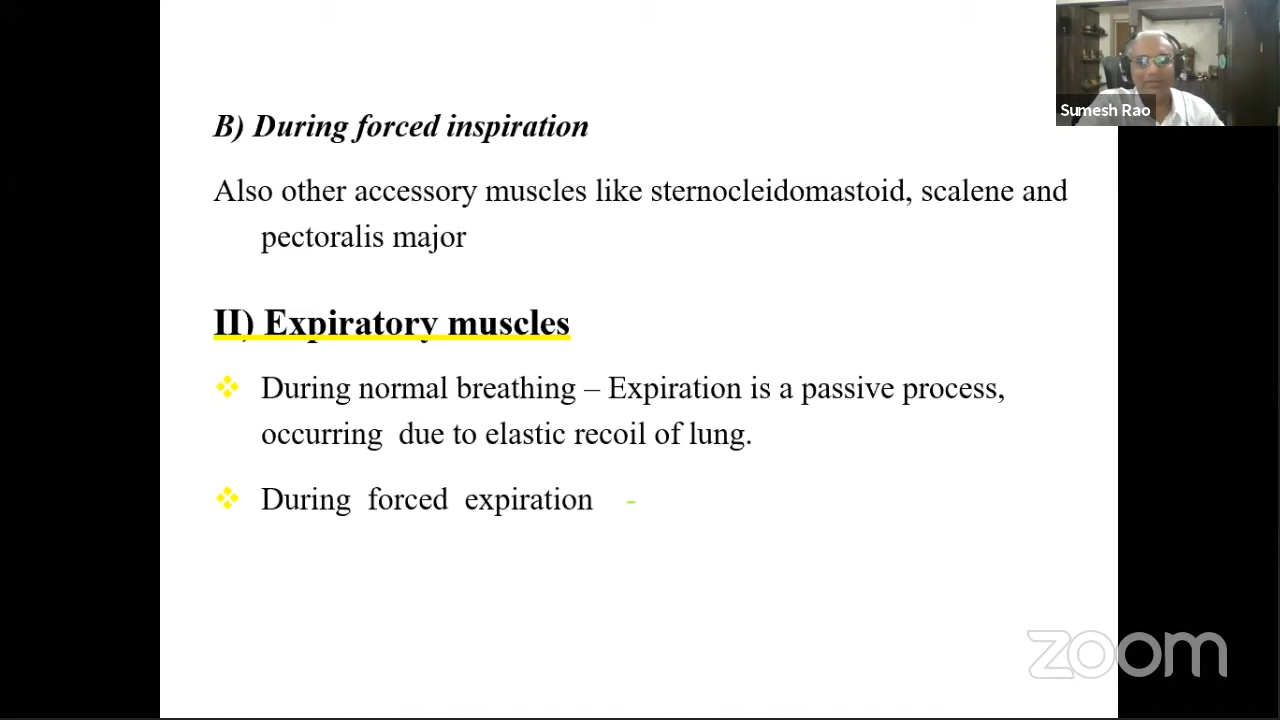 Sumesh Rao
B) During forced inspiration
Also other accessory muscles like sternocleidomastoid, scalene and
pectoralis major
II) Expiratory muscles
❖ During normal breathing – Expiration is a passive process,
occurring due to elastic recoil of lung.
❖ During forced expiration -
zoom